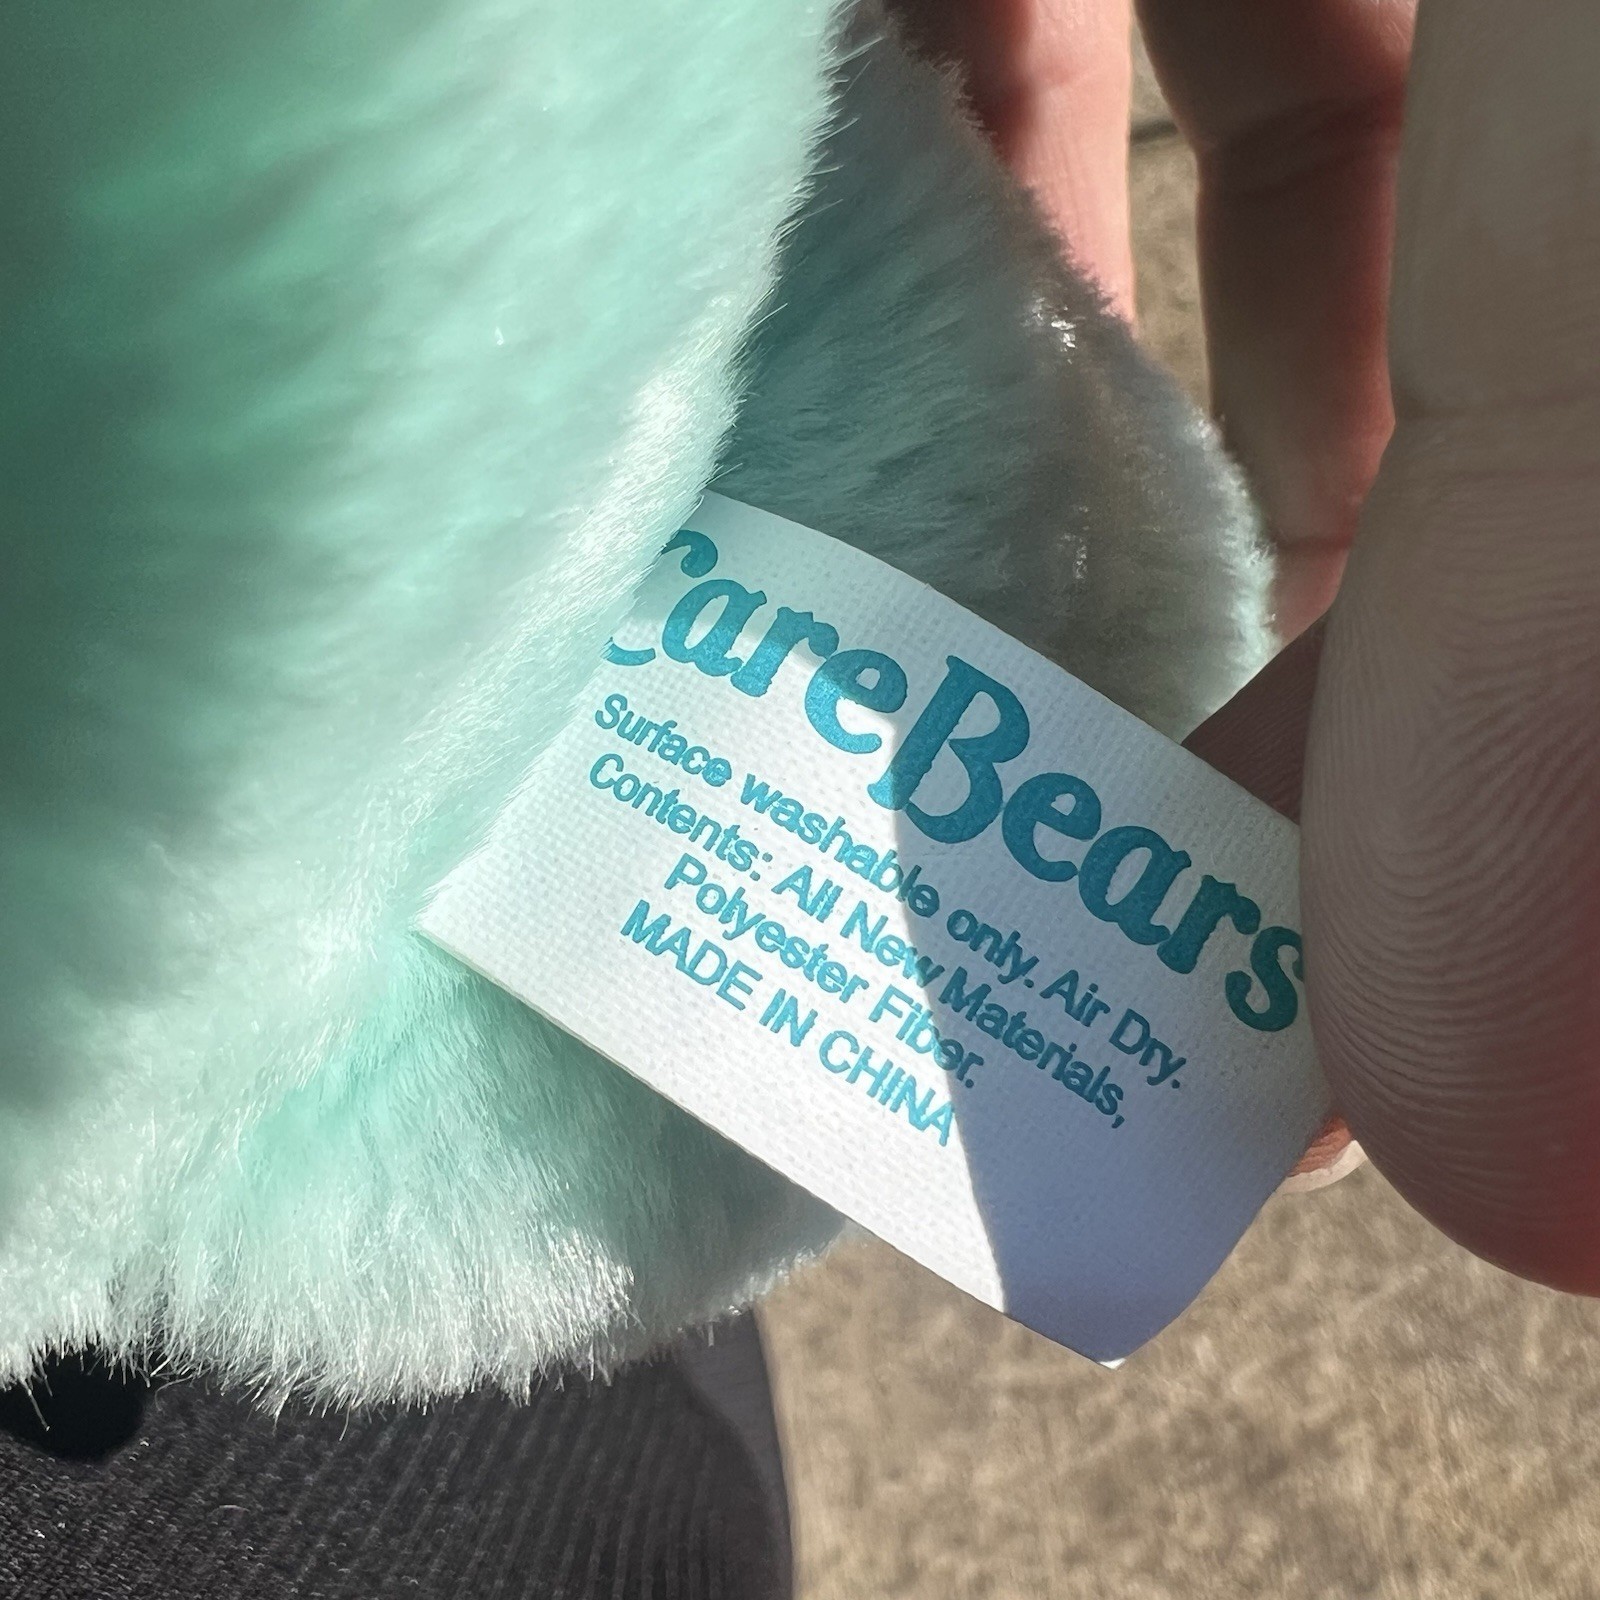 CareBears
Surface washable only. Air Dry.
Contents: All New Materials,
Polyester Fiber.
MADE IN CHINA